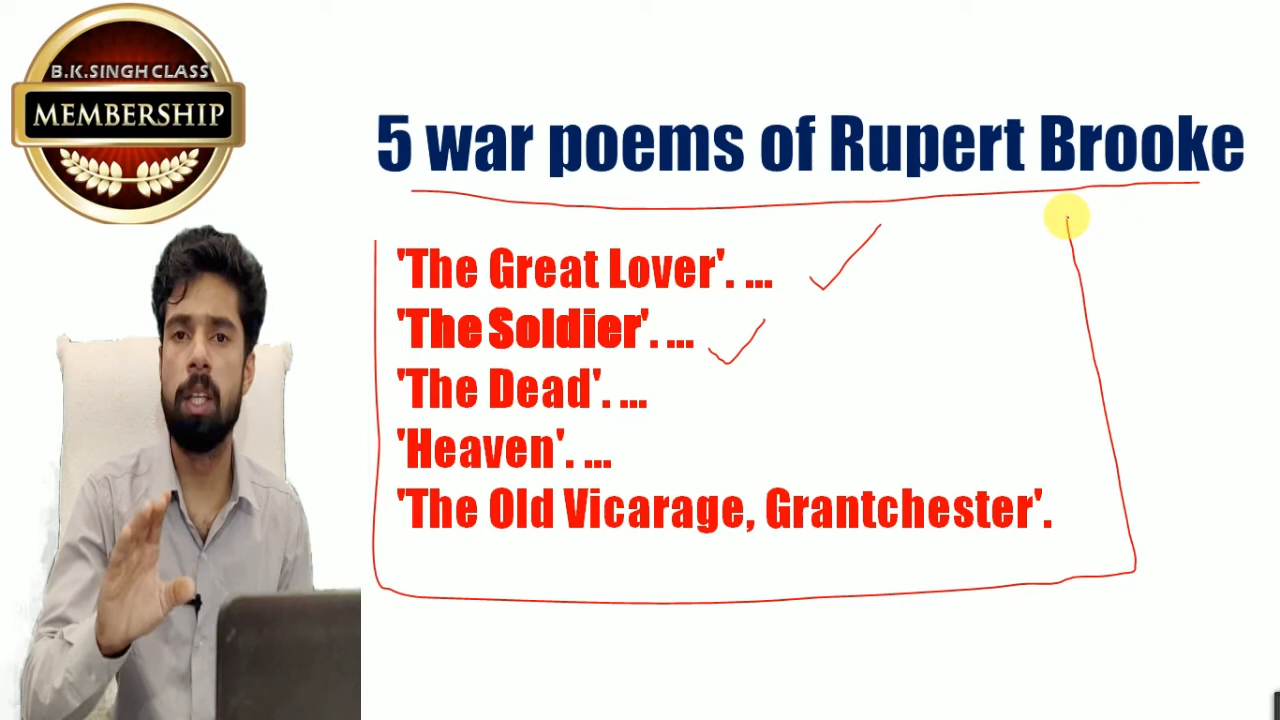 B.K.SINGH CLASS
MEMBERSHIP
5 war poems of Rupert Brooke
'The Great Lover'. ...
'The Soldier'. ...
'The Dead'. ...
'Heaven'. ...
'The Old Vicarage, Grantchester'.